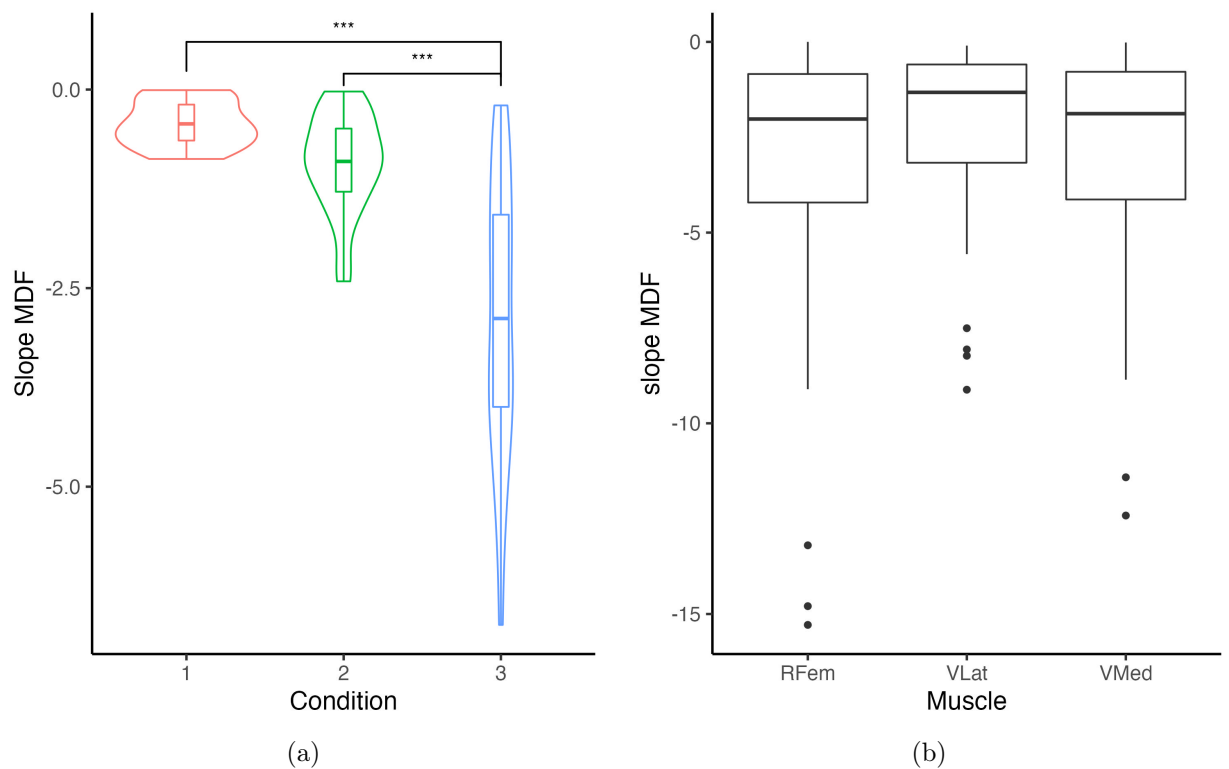 ***
***
0.0
-2.5
-5.0
Slope MDF
1 2 3
Condition
(a)
0
-5
-10
-15
slope MDF
RFem VLat VMed
Muscle
(b)